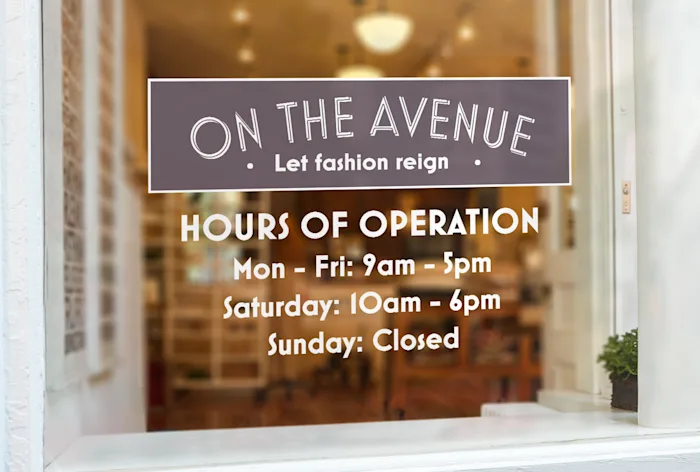 ON THE AVENUE
• Let fashion reign •
HOURS OF OPERATION
Mon - Fri: 9am - 5pm
Saturday: 10am - 6pm
Sunday: Closed